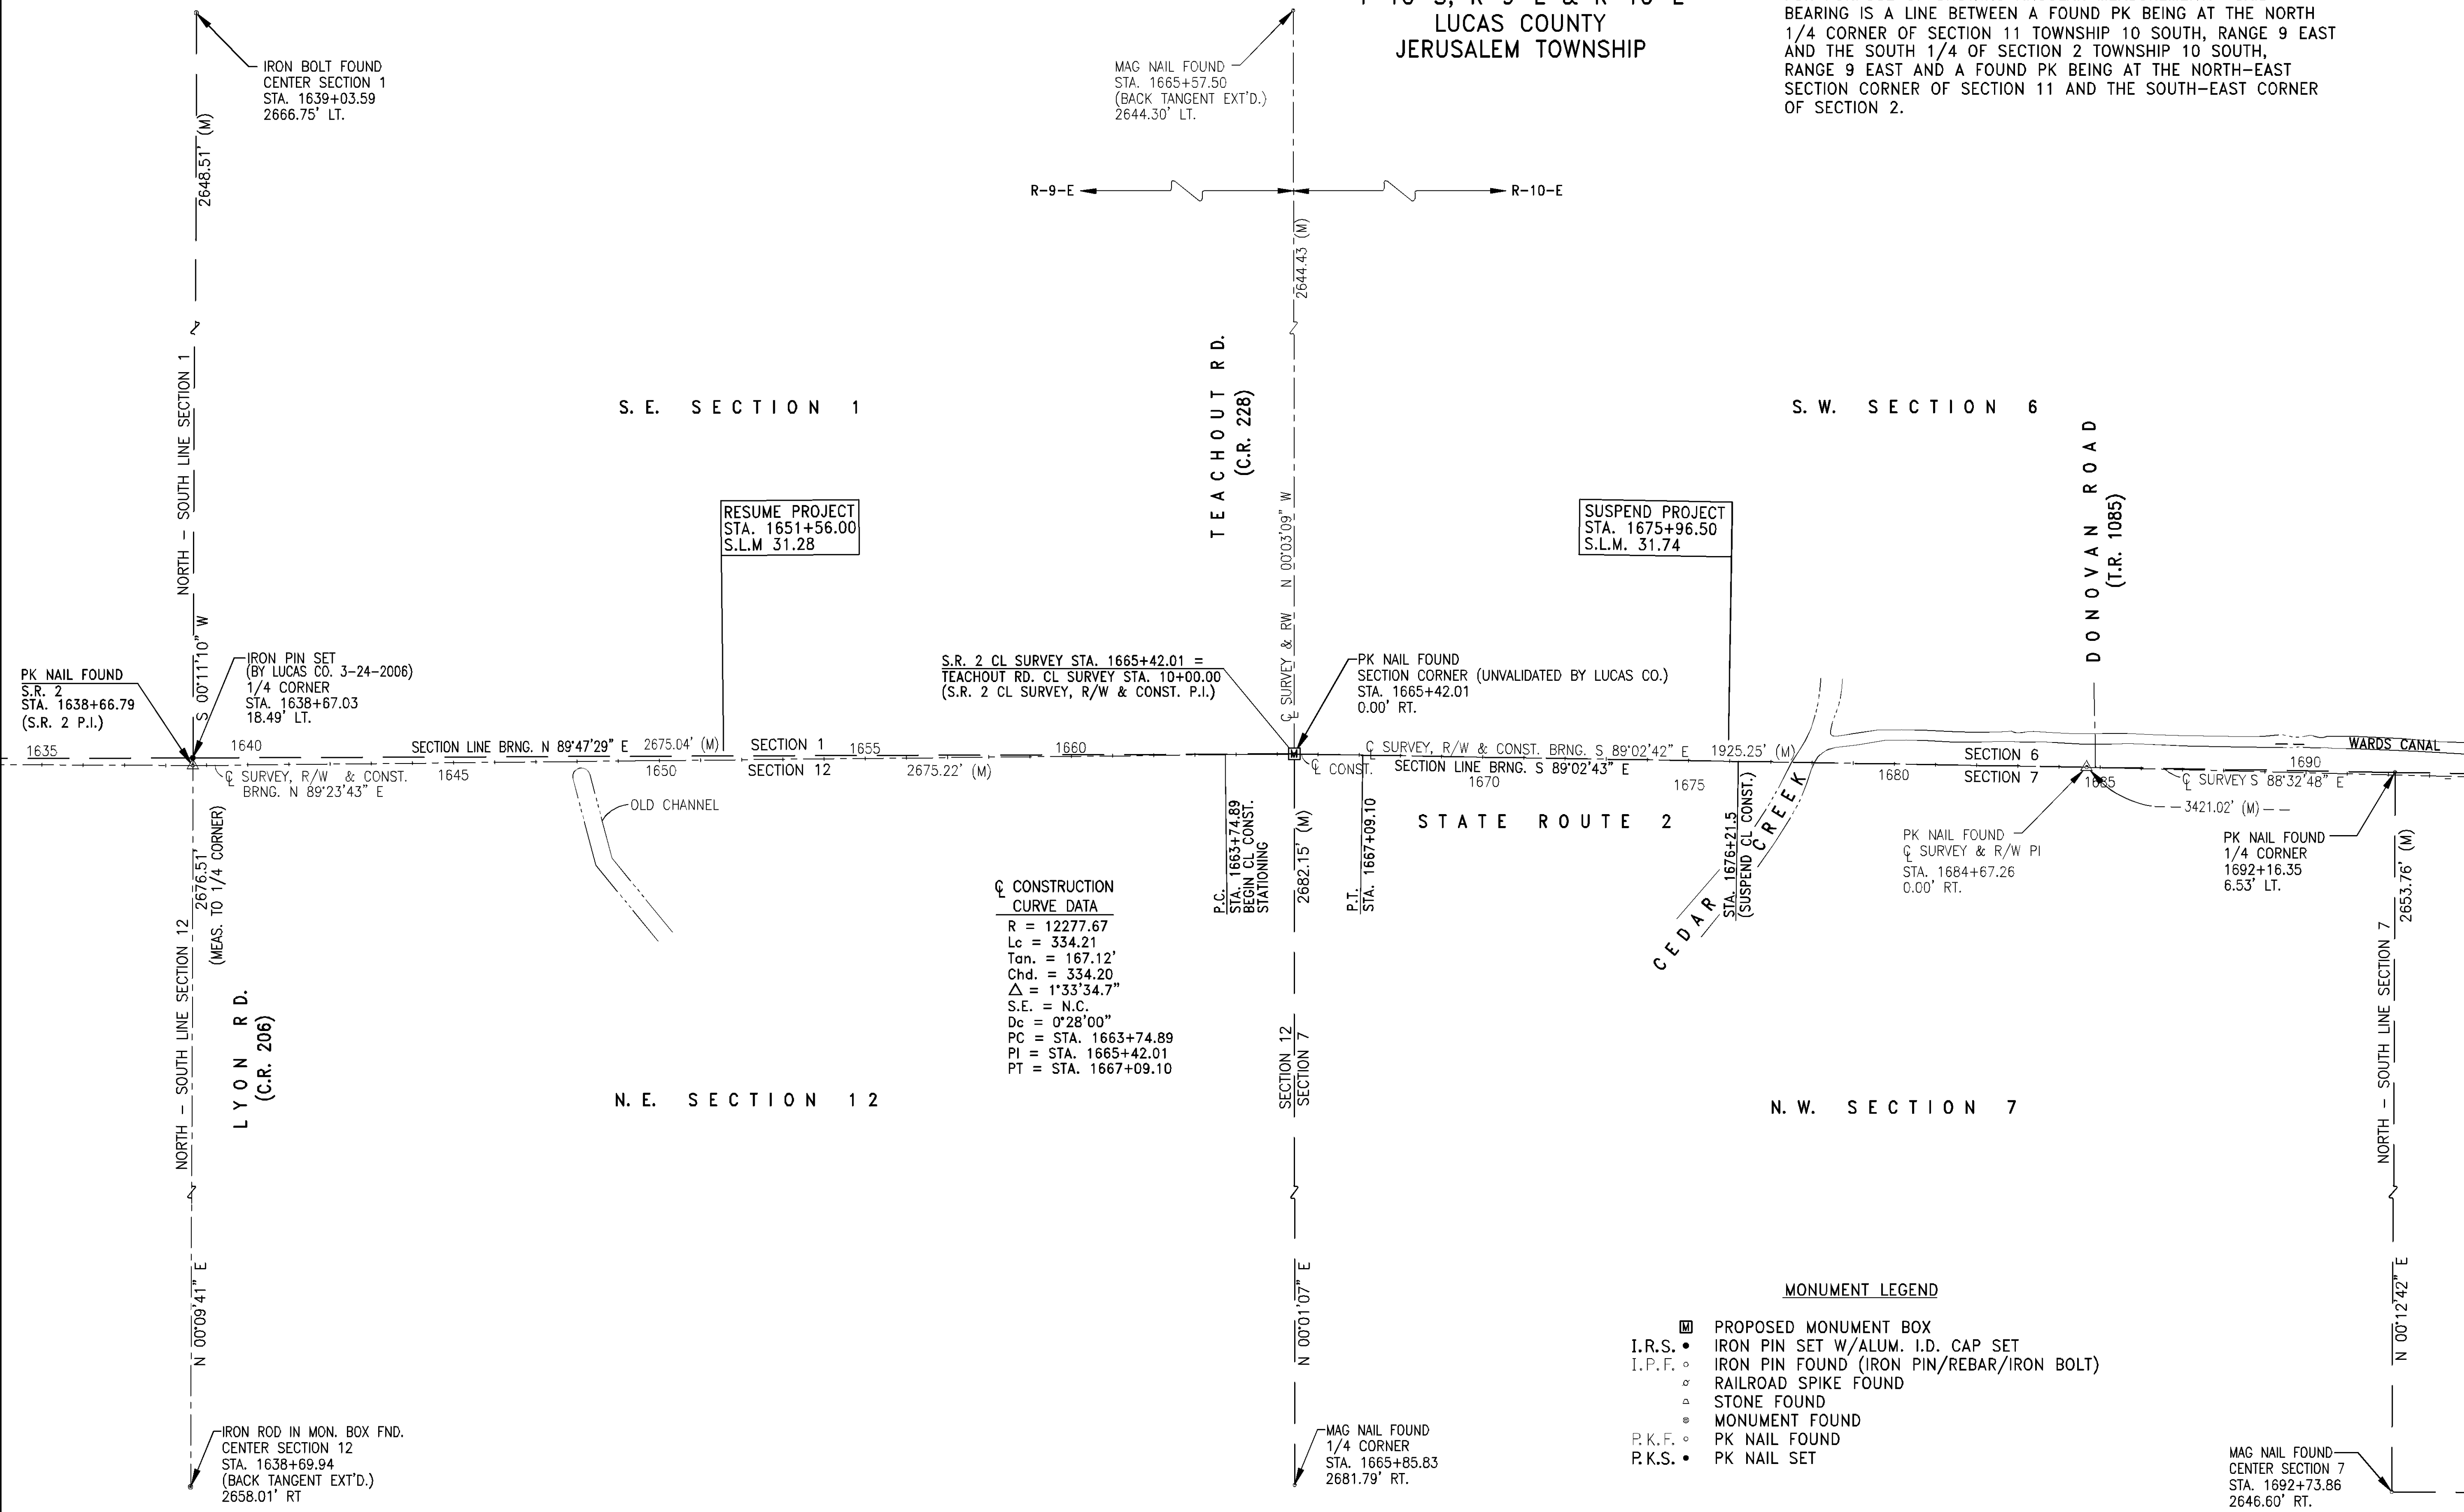 LUCAS COUNTY
JERUSALEM TOWNSHIP
BEARING IS A LINE BETWEEN A FOUND PK BEING AT THE NORTH
1/4 CORNER OF SECTION 11 TOWNSHIP 10 SOUTH, RANGE 9 EAST
AND THE SOUTH 1/4 OF SECTION 2 TOWNSHIP 10 SOUTH,
RANGE 9 EAST AND A FOUND PK BEING AT THE NORTH-EAST
SECTION CORNER OF SECTION 11 AND THE SOUTH-EAST CORNER
OF SECTION 2.
IRON BOLT FOUND
CENTER SECTION 1
STA. 1639+03.59
2666.75' LT.
MAG NAIL FOUND
STA. 1665+57.50
(BACK TANGENT EXT'D.)
2644.30' LT.
2648.51' (M)
R-9-E
R-10-E
2644.43 (M)
NORTH - SOUTH LINE SECTION 1
S 00°11'10" W
TEACHOUT RD.
(C.R. 228)
℄ SURVEY & RW N 00°03'09" W
S.E. SECTION 1
S.W. SECTION 6
DONOVAN ROAD
(T.R. 1085)
RESUME PROJECT
STA. 1651+56.00
S.L.M 31.28
SUSPEND PROJECT
STA. 1675+96.50
S.L.M. 31.74
PK NAIL FOUND
S.R. 2
STA. 1638+66.79
(S.R. 2 P.I.)
IRON PIN SET
(BY LUCAS CO. 3-24-2006)
1/4 CORNER
STA. 1638+67.03
18.49' LT.
S.R. 2 CL SURVEY STA. 1665+42.01 =
TEACHOUT RD. CL SURVEY STA. 10+00.00
(S.R. 2 CL SURVEY, R/W & CONST. P.I.)
PK NAIL FOUND
SECTION CORNER (UNVALIDATED BY LUCAS CO.)
STA. 1665+42.01
0.00' RT.
1635
1640
SECTION LINE BRNG. N 89°47'29" E
2675.04' (M)
SECTION 1
1655
1660
M
℄ SURVEY, R/W & CONST. BRNG. S 89°02'42" E
1925.25' (M)
SECTION 6
1690
WARDS CANAL
℄ SURVEY, R/W & CONST.
BRNG. N 89°23'43" E
1645
1650
SECTION 12
2675.22' (M)
℄ CONST.
SECTION LINE BRNG. S 89°02'43" E
1670
1675
1680
SECTION 7
1685
℄ SURVEY S 88°32'48" E
3421.02' (M)
OLD CHANNEL
STATE ROUTE 2
P.C.
STA. 1663+74.89
BEGIN CL CONST.
STATIONING
2682.15' (M)
P.T.
STA. 1667+09.10
STA. 1676+21.5
(SUSPEND CL CONST.)
CEDAR CREEK
PK NAIL FOUND
℄ SURVEY & R/W PI
STA. 1684+67.26
0.00' RT.
PK NAIL FOUND
1/4 CORNER
1692+16.35
6.53' LT.
2653.76' (M)
2676.51'
(MEAS. TO 1/4 CORNER)
NORTH - SOUTH LINE SECTION 12
LYON RD.
(C.R. 206)
℄ CONSTRUCTION
CURVE DATA
R = 12277.67
Lc = 334.21
Tan. = 167.12'
Chd. = 334.20
△ = 1°33'34.7"
S.E. = N.C.
Dc = 0°28'00"
PC = STA. 1663+74.89
PI = STA. 1665+42.01
PT = STA. 1667+09.10
SECTION 12
SECTION 7
NORTH - SOUTH LINE SECTION 7
N.E. SECTION 12
N.W. SECTION 7
N 00°09'41" E
N 00°01'07" E
N 00°12'42" E
MONUMENT LEGEND
M PROPOSED MONUMENT BOX
I.R.S. • IRON PIN SET W/ALUM. I.D. CAP SET
I.P.F. ○ IRON PIN FOUND (IRON PIN/REBAR/IRON BOLT)
RAILROAD SPIKE FOUND
STONE FOUND
MONUMENT FOUND
P.K.F. ○ PK NAIL FOUND
P.K.S. • PK NAIL SET
IRON ROD IN MON. BOX FND.
CENTER SECTION 12
STA. 1638+69.94
(BACK TANGENT EXT'D.)
2658.01' RT
MAG NAIL FOUND
1/4 CORNER
STA. 1665+85.83
2681.79' RT.
MAG NAIL FOUND
CENTER SECTION 7
STA. 1692+73.86
2646.60' RT.